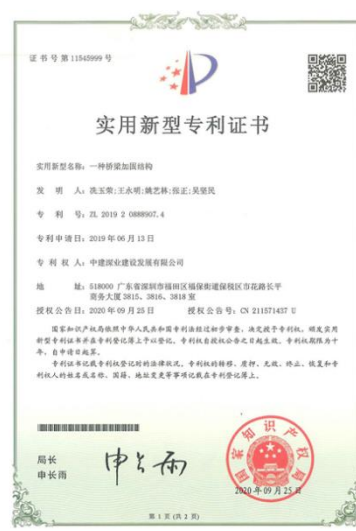 证书号第11545999号
实用新型专利证书
实用新型名称：一种桥梁加固结构
发 明 人：冼玉荣;王永明;姚艺林;张正;吴竖民
专 利 号：ZL 2019 2 0888907.4
专利申请日：2019年06月13日
专 利 权 人：中建深业建设发展有限公司
地 址：518000 广东省深圳市福田区福保街道保税区市花路长平
商务大厦3815、3816、3818室
授权公告日：2020年09月25日 授权公告号：CN 211571437 U
国家知识产权局依照中华人民共和国专利法经过初步审查，决定授予专利权，颁发实用
新型专利证书并在专利登记簿上予以登记。专利权自授权公告之日起生效。专利权期限为十
年，自申请日起算。
专利证书记载专利权登记时的法律状况。专利权的转移、质押、无效、终止、恢复和专
利权人的姓名或名称、国籍、地址变更等事项记载在专利登记簿上。
局长
申长雨
申长雨
国家知识产权局
2020年09月25日
第 1 页 (共 2 页)